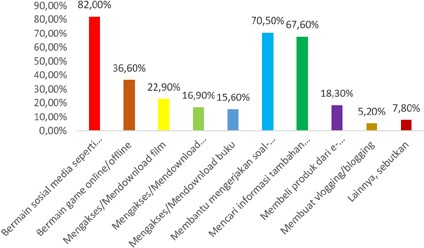 90,00%
80,00%
70,00%
60,00%
50,00%
40,00%
30,00%
20,00%
10,00%
0,00%
82,00%
36,60%
22,90%
16,90%
15,60%
70,50%
67,60%
18,30%
5,20%
7,80%
Bermain sosial media seperti…
Bermain game online/offline
Mengakses/Mendownload film
Mengakses/Mendownload…
Mengakses/Mendownload buku
Membantu mengerjakan soal-…
Mencari informasi tambahan…
Membeli produk dari e-…
Membuat vlogging/blogging
Lainnya, sebutkan